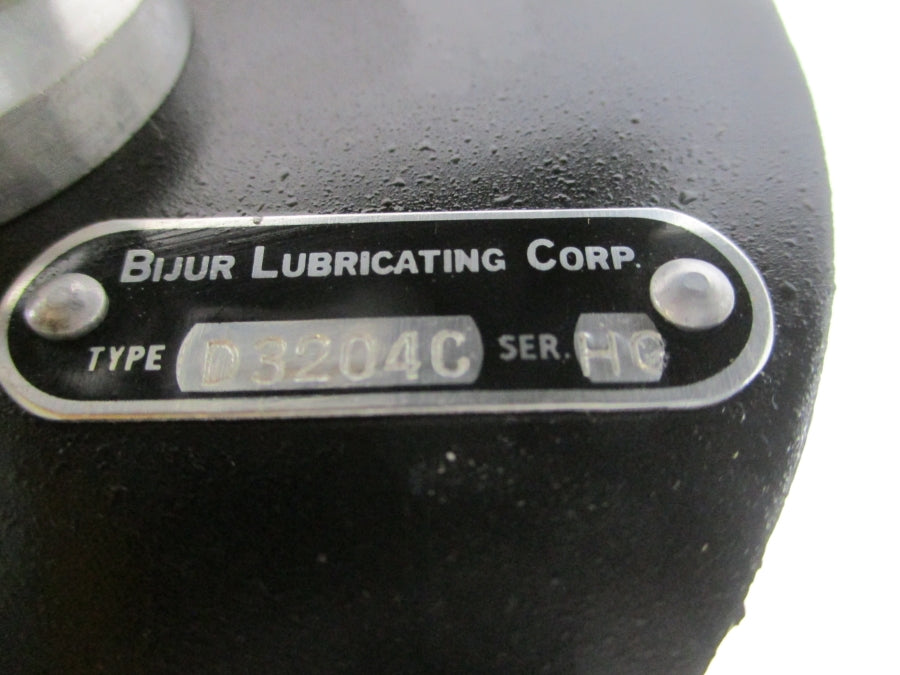 BIJUR LUBRICATING CORP.
TYPE D3204C SER. HC